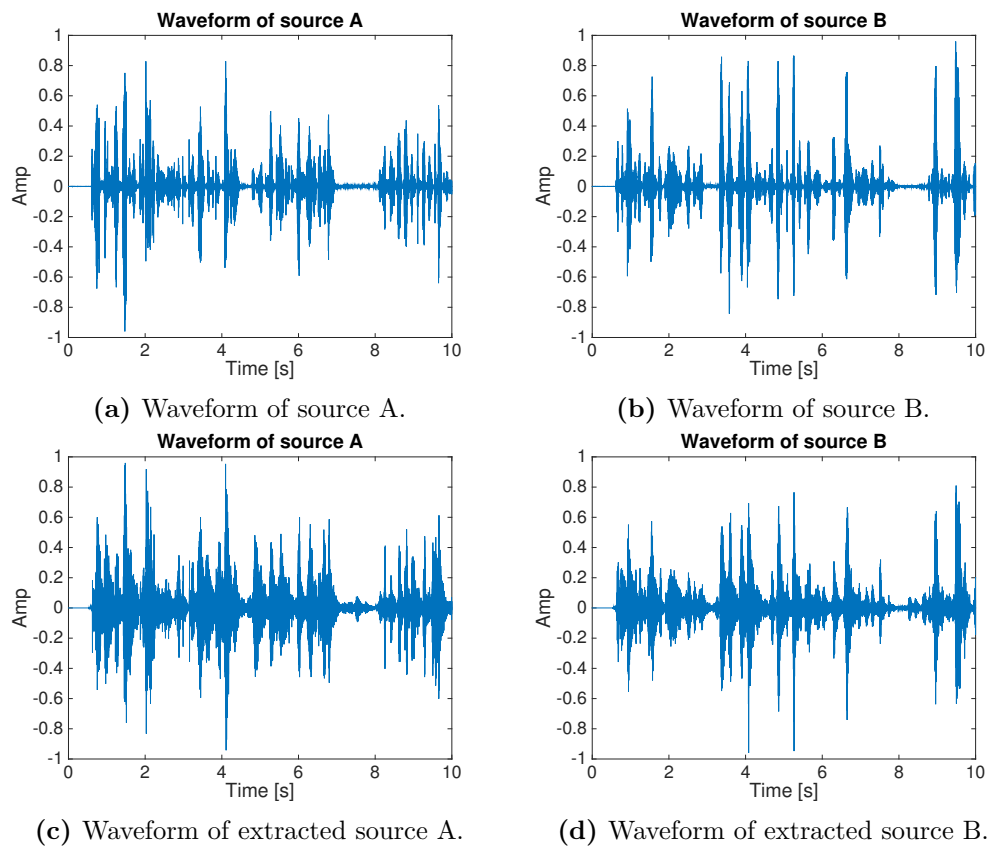 Waveform of source A
1
0.8
0.6
0.4
0.2
0
-0.2
-0.4
-0.6
-0.8
-1
Amp
0 2 4 6 8 10
Time [s]
(a) Waveform of source A.
Waveform of source B
1
0.8
0.6
0.4
0.2
0
-0.2
-0.4
-0.6
-0.8
-1
Amp
0 2 4 6 8 10
Time [s]
(b) Waveform of source B.
Waveform of source A
1
0.8
0.6
0.4
0.2
0
-0.2
-0.4
-0.6
-0.8
-1
Amp
0 2 4 6 8 10
Time [s]
(c) Waveform of extracted source A.
Waveform of source B
1
0.8
0.6
0.4
0.2
0
-0.2
-0.4
-0.6
-0.8
-1
Amp
0 2 4 6 8 10
Time [s]
(d) Waveform of extracted source B.